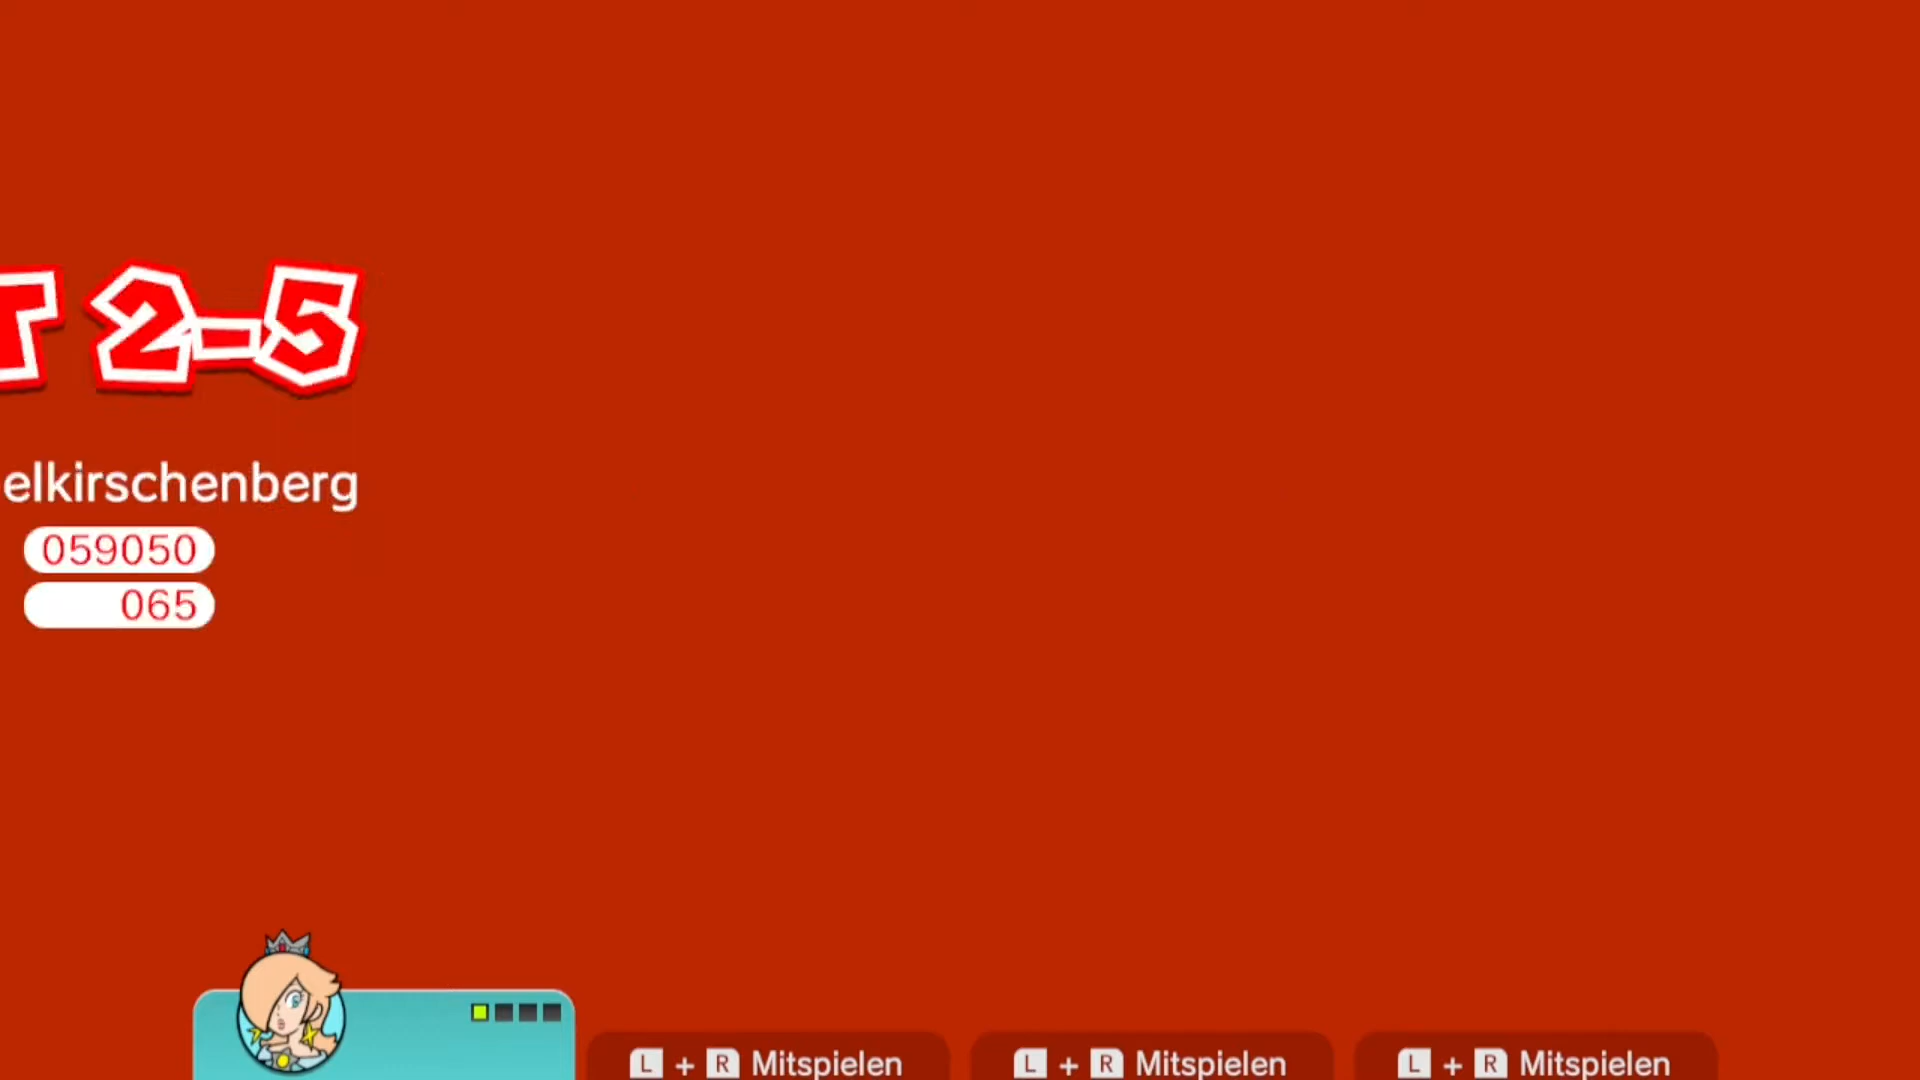 T 2-5
elkirschenberg
059050
065
L + R Mitspielen
L + R Mitspielen
L + R Mitspielen